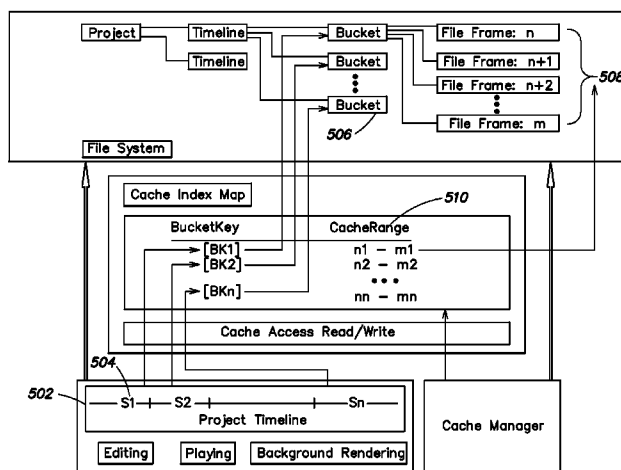 Project Timeline Bucket File Frame: n
Timeline Bucket File Frame: n+1
File Frame: n+2
508
Bucket File Frame: m
506
File System
Cache Index Map
510
BucketKey CacheRange
[BK1] n1 - m1
[BK2] n2 - m2
[BKn] nn - mn
Cache Access Read/Write
504
502
S1 S2 Sn
Project Timeline
Cache Manager
Editing Playing Background Rendering